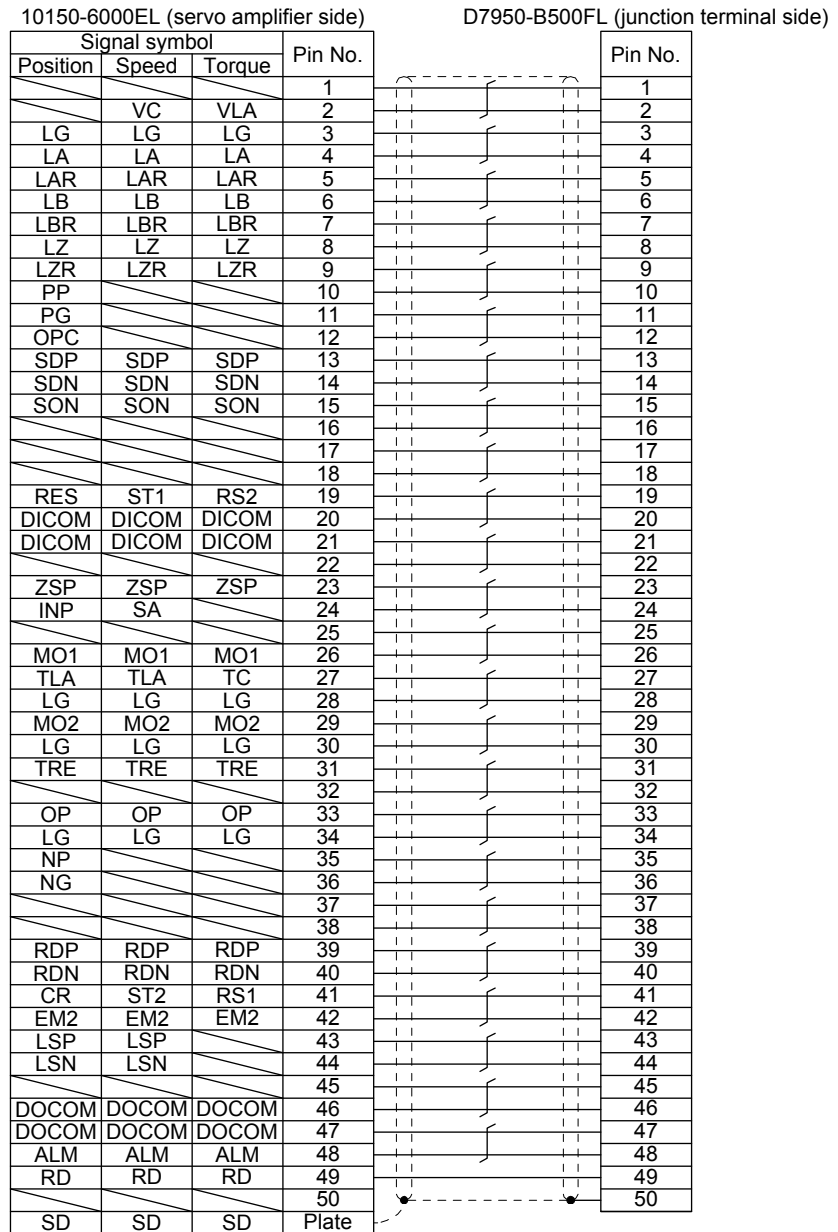 10150-6000EL (servo amplifier side) D7950-B500FL (junction terminal side)
Signal symbol Pin No. Pin No.
Position Speed Torque
1 1
VC VLA 2 2
LG LG LG 3 3
LA LA LA 4 4
LAR LAR LAR 5 5
LB LB LB 6 6
LBR LBR LBR 7 7
LZ LZ LZ 8 8
LZR LZR LZR 9 9
PP 10 10
PG 11 11
OPC 12 12
SDP SDP SDP 13 13
SDN SDN SDN 14 14
SON SON SON 15 15
16 16
17 17
18 18
RES ST1 RS2 19 19
DICOM DICOM DICOM 20 20
DICOM DICOM DICOM 21 21
22 22
ZSP ZSP ZSP 23 23
INP SA 24 24
25 25
MO1 MO1 MO1 26 26
TLA TLA TC 27 27
LG LG LG 28 28
MO2 MO2 MO2 29 29
LG LG LG 30 30
TRE TRE TRE 31 31
32 32
OP OP OP 33 33
LG LG LG 34 34
NP 35 35
NG 36 36
37 37
38 38
RDP RDP RDP 39 39
RDN RDN RDN 40 40
CR ST2 RS1 41 41
EM2 EM2 EM2 42 42
LSP LSP 43 43
LSN LSN 44 44
45 45
DOCOM DOCOM DOCOM 46 46
DOCOM DOCOM DOCOM 47 47
ALM ALM ALM 48 48
RD RD RD 49 49
50 50
SD SD SD Plate